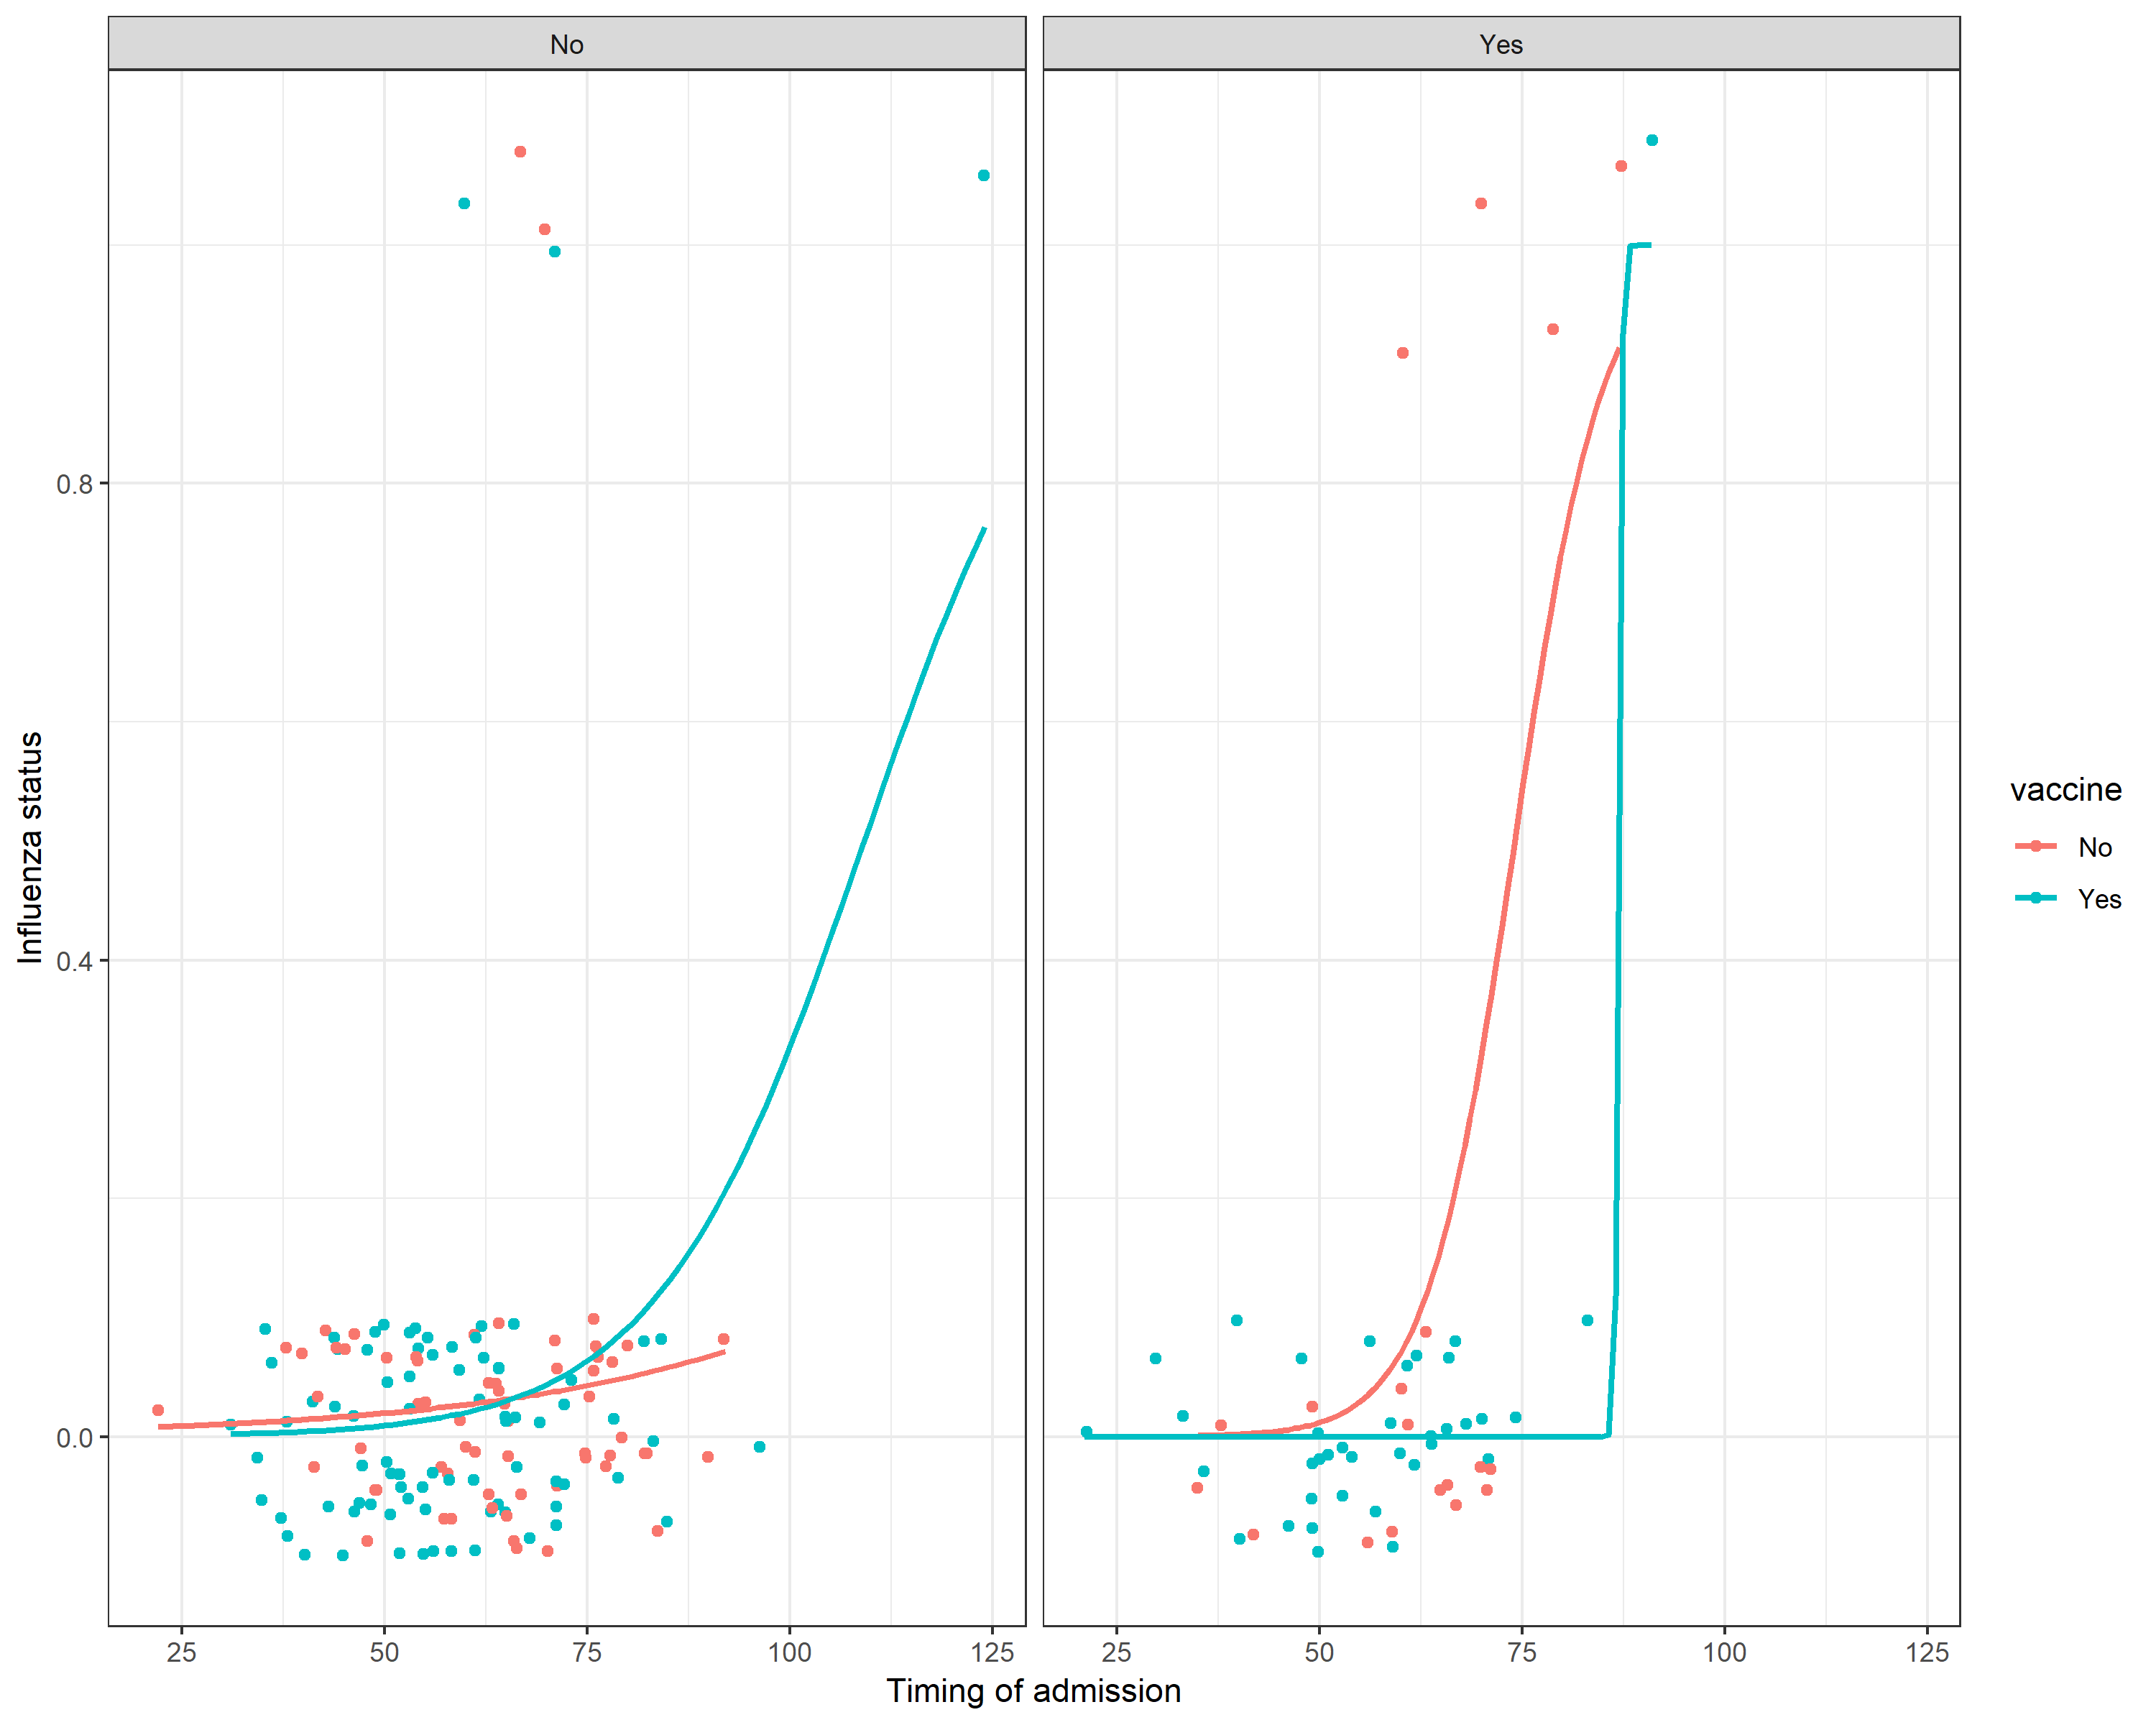 No
Yes
Influenza status
0.8
0.4
0.0
25 50 75 100 125
25 50 75 100 125
Timing of admission
vaccine
No
Yes